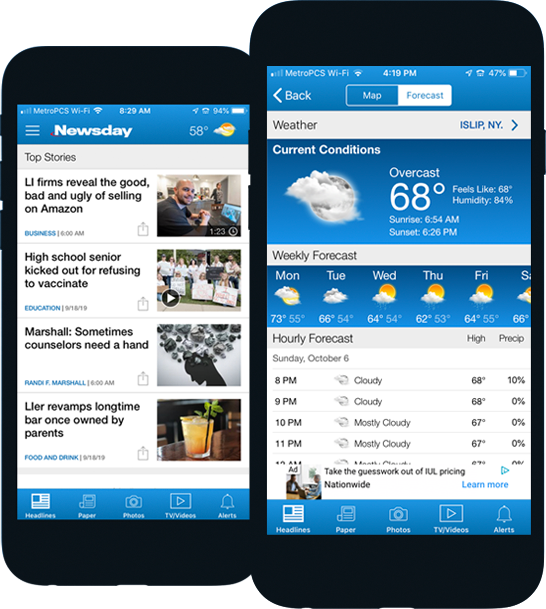 MetroPCS Wi-Fi 8:29 AM 94%
Newsday 58°
Top Stories
LI firms reveal the good,
bad and ugly of selling
on Amazon
BUSINESS | 6:00 AM
1:23
High school senior
kicked out for refusing
to vaccinate
EDUCATION | 9/18/19
Marshall: Sometimes
counselors need a hand
RANDI F. MARSHALL | 6:00 AM
LIer revamps longtime
bar once owned by
parents
FOOD AND DRINK | 9/18/19
Headlines Paper Photos TV/Videos Alerts
MetroPCS Wi-Fi 4:19 PM 47%
Back Map Forecast
Weather ISLIP, NY.
Current Conditions
Overcast
68°
Feels Like: 68°
Humidity: 84%
Sunrise: 6:54 AM
Sunset: 6:26 PM
Weekly Forecast
Mon Tue Wed Thu Fri Sa
73° 55° 66° 54° 64° 54° 62° 53° 64° 55° 66
Hourly Forecast High Precip
Sunday, October 6
8 PM Cloudy 68° 10%
9 PM Cloudy 68° 0%
10 PM Mostly Cloudy 67° 0%
11 PM Mostly Cloudy 67° 0%
Ad
Take the guesswork out of IUL pricing
Nationwide Learn more
Headlines Paper Photos TV/Videos Alerts